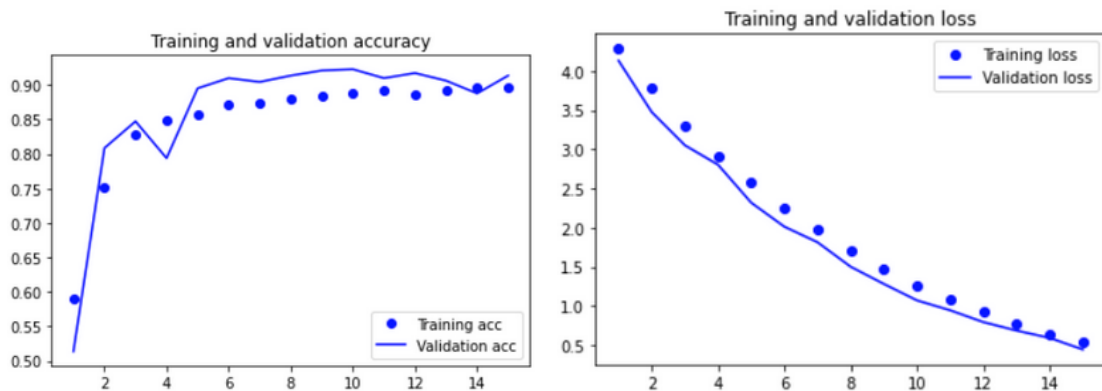 Training and validation accuracy
0.90
0.85
0.80
0.75
0.70
0.65
0.60
0.55
0.50
Training acc
Validation acc
2 4 6 8 10 12 14
Training and validation loss
4.0
3.5
3.0
2.5
2.0
1.5
1.0
0.5
Training loss
Validation loss
2 4 6 8 10 12 14